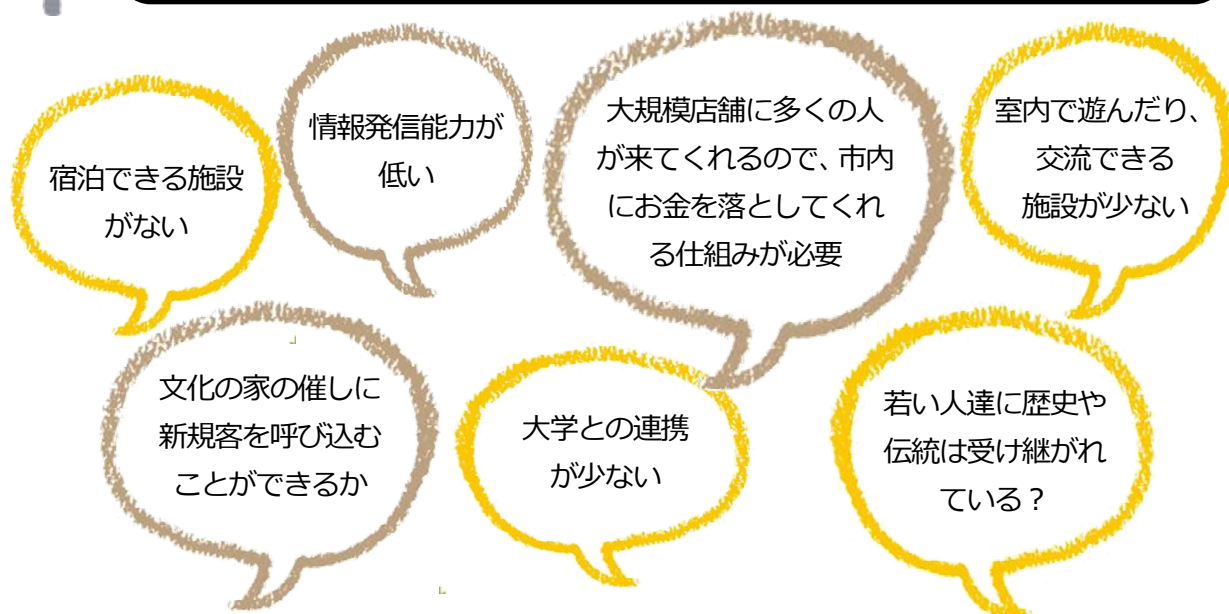 宿泊できる施設
がない
情報発信能力が
低い
大規模店舗に多くの人
が来てくれるので、市内
にお金を落としてくれ
る仕組みが必要
室内で遊んだり、
交流できる
施設が少ない
文化の家の催しに
新規客を呼び込む
ことができるか
大学との連携
が少ない
若い人達に歴史や
伝統は受け継がれ
ている？